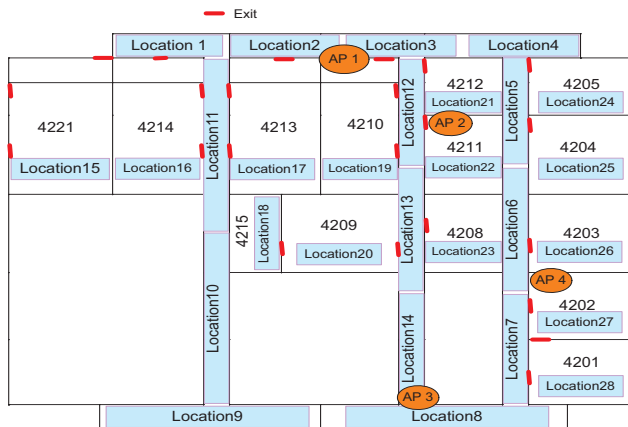 Exit
Location 1
Location2
Location3
Location4
AP 1
4221
4214
Location11
4213
4210
Location12
4212
Location21
AP 2
4211
Location5
4205
Location24
4204
Location15
Location16
Location17
Location19
Location22
Location25
4215
Location18
4209
Location20
Location13
4208
Location23
Location6
4203
Location26
Location10
AP 4
4202
Location27
Location14
Location7
4201
Location28
AP 3
Location9
Location8